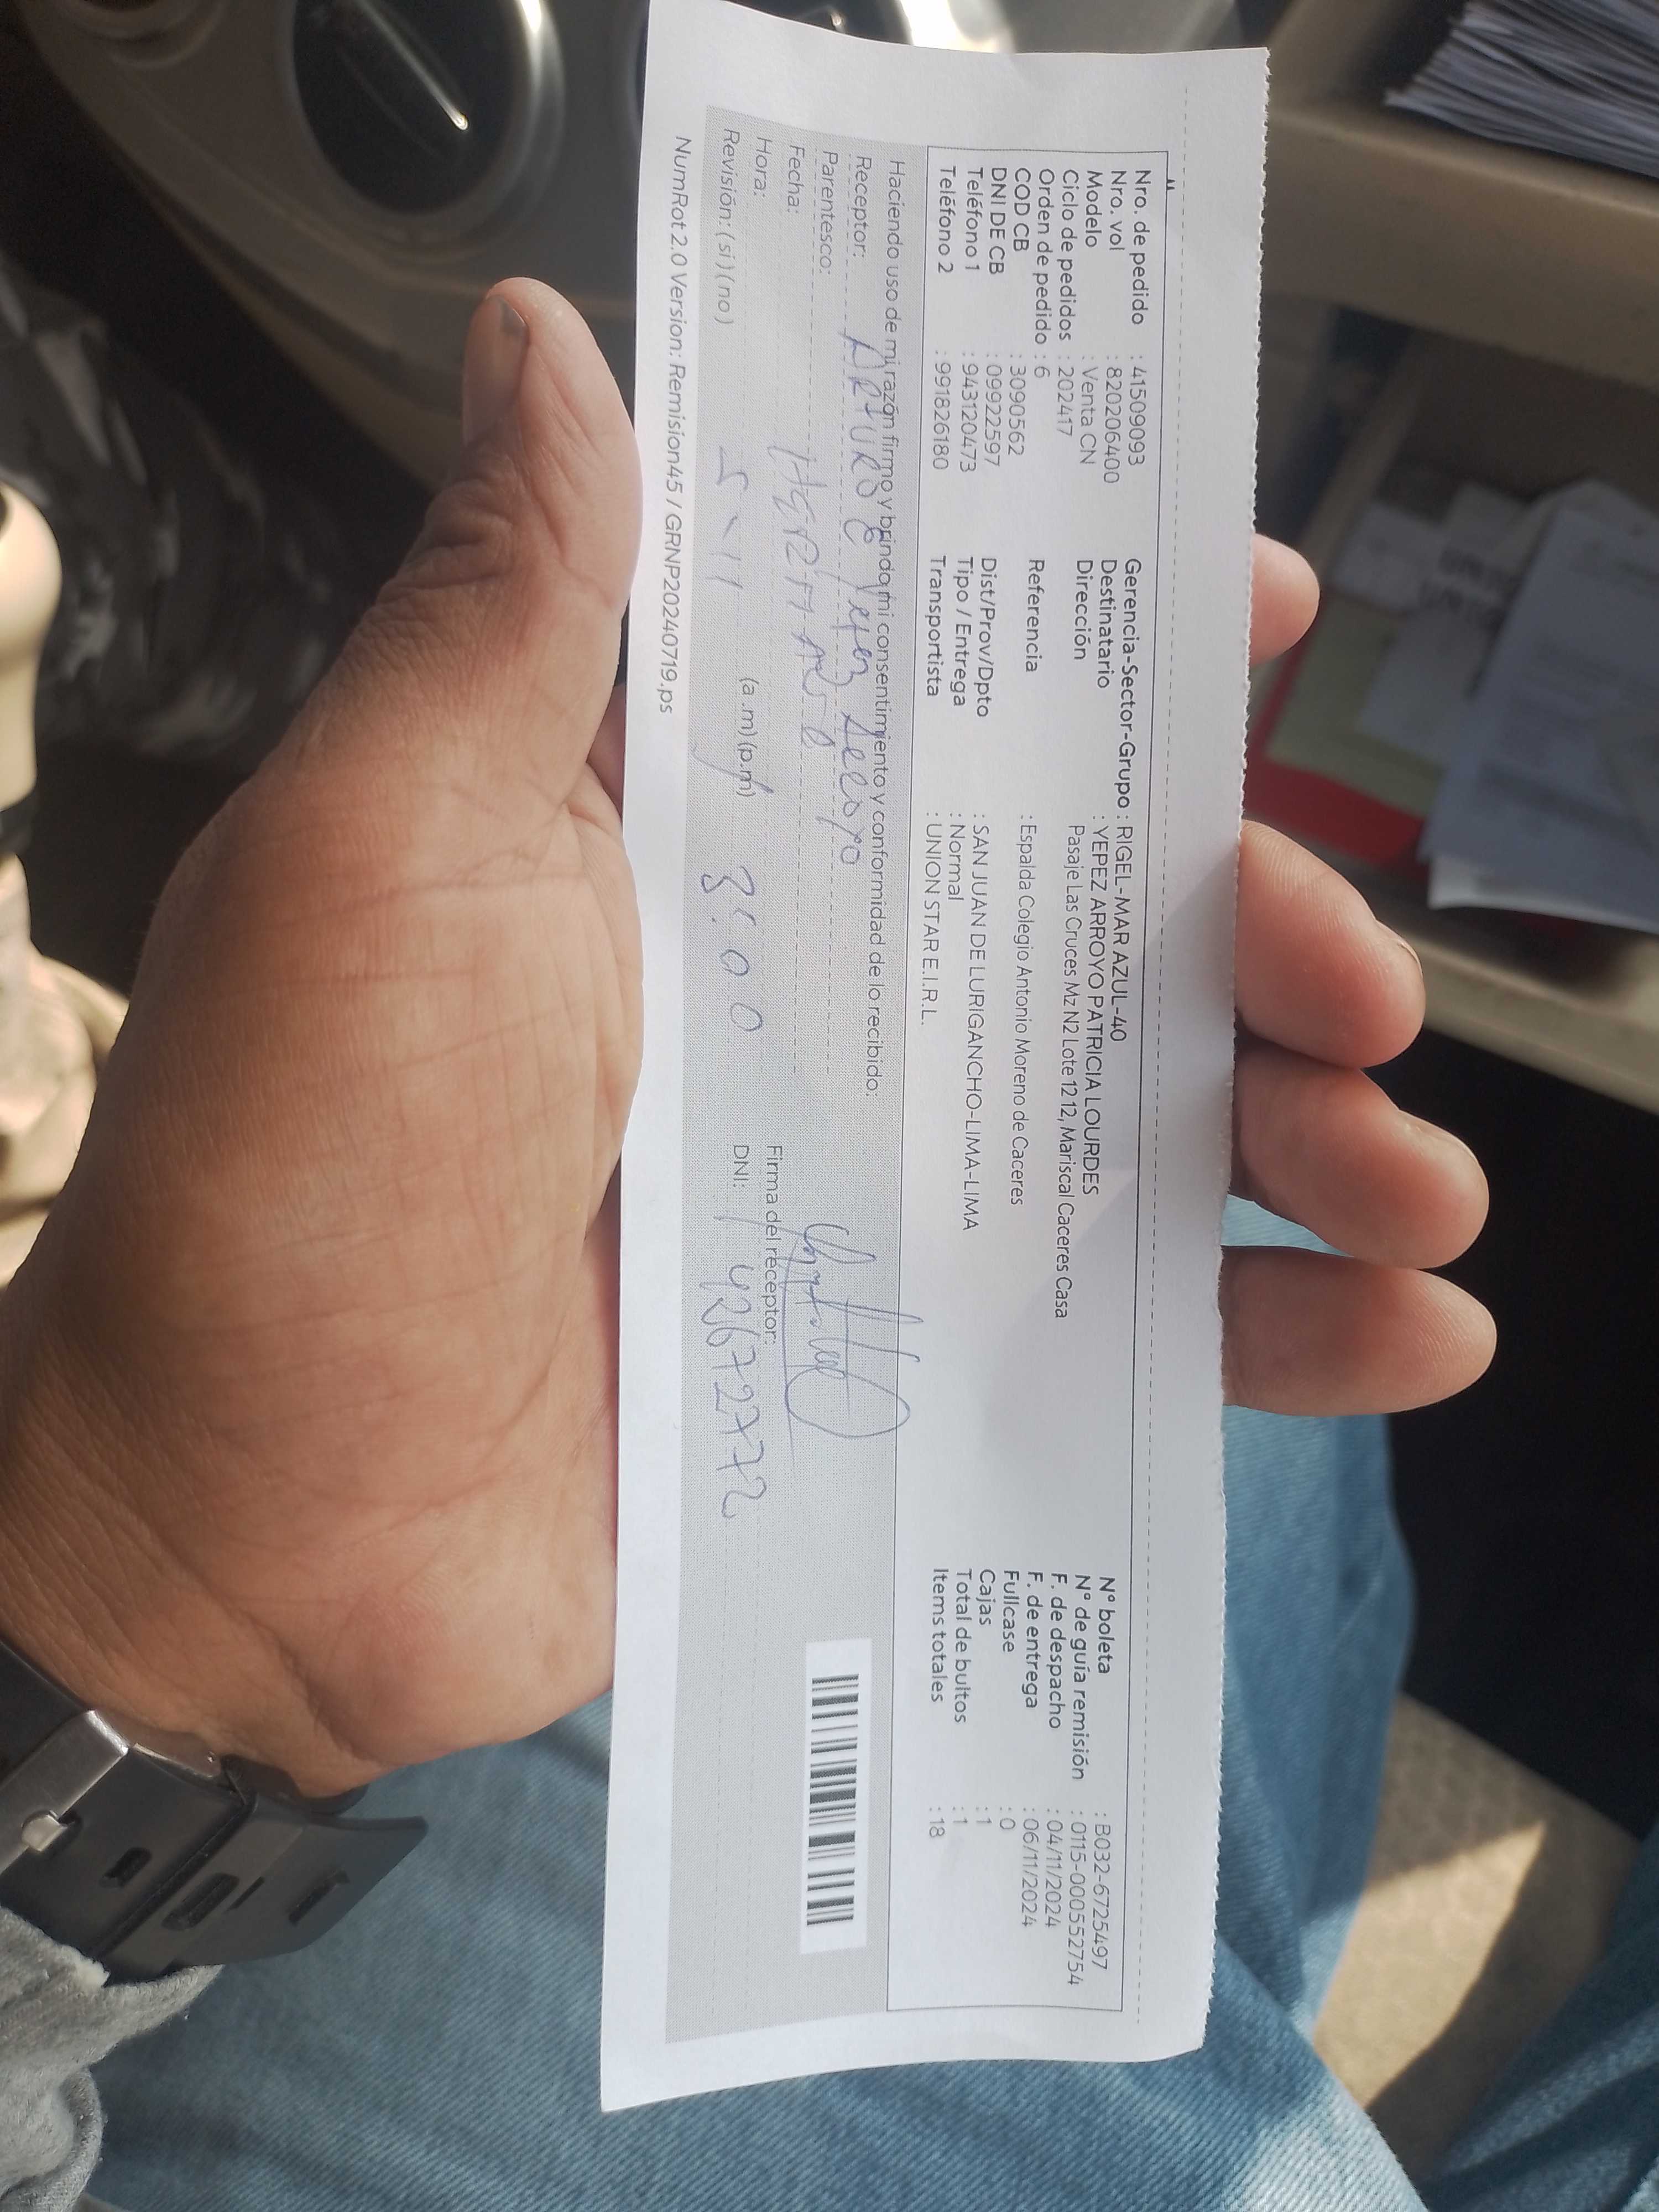 Nro. de pedido : 41509093
Nro. vol : 820206400
Modelo : Venta CN
Ciclo de pedidos : 202417
Orden de pedido : 6
COD CB : 3090562
DNI DE CB : 09922597
Teléfono 1 : 943120473
Teléfono 2 : 991826180
Gerencia-Sector-Grupo : RIGEL-MAR AZUL-40
Destinatario : YEPEZ ARROYO PATRICIA LOURDES
Dirección Pasaje Las Cruces Mz N2 Lote 12 12, Mariscal Caceres Casa
Referencia : Espalda Colegio Antonio Moreno de Caceres
Dist/Prov/Dpto : SAN JUAN DE LURIGANCHO-LIMA-LIMA
Tipo / Entrega : Normal
Transportista : UNION STAR E.I.R.L.
N° boleta : B032-6725497
N° de guía remisión : 0115-000552754
F. de despacho : 04/11/2024
F. de entrega : 06/11/2024
Fullcase : 0
Cajas : 1
Total de bultos : 1
Items totales : 18
Haciendo uso de mi razón firmo y brindo mi consentimiento y conformidad de lo recibido:
Receptor: ARTURO
Parentesco: HERMANO
Fecha: 5-11
Hora: (a.m)(p.m) 3:00
Revisión: (si)(no)
Firma del receptor:
DNI: 42672772
NumRot 2.0 Version: Remision45 / GRNP20240719.ps